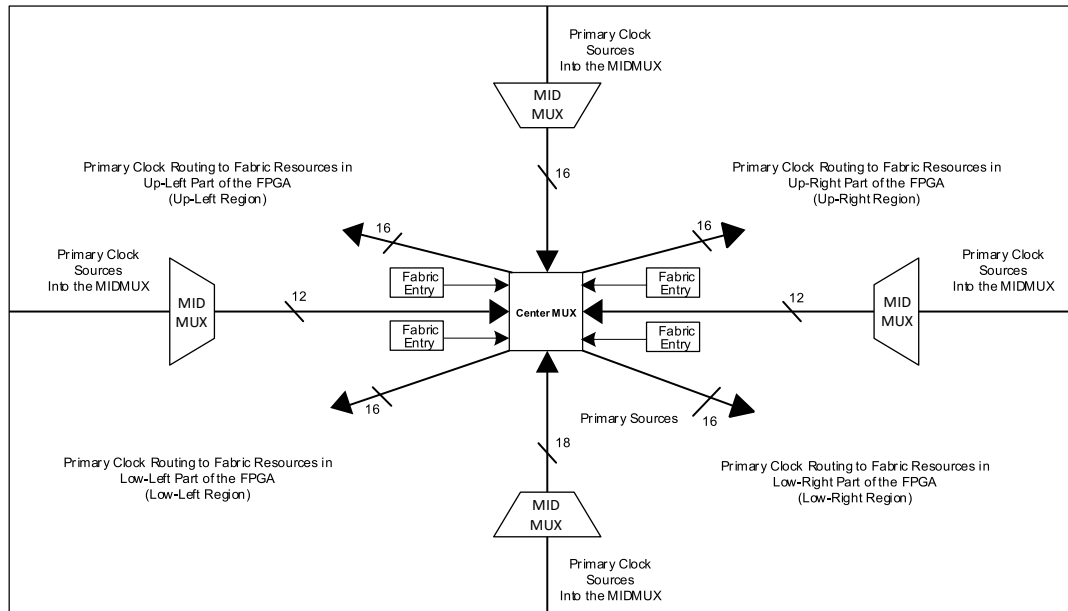 Primary Clock
Sources
Into the MIDMUX
MID
MUX
16
Primary Clock Routing to Fabric Resources in
Up-Left Part of the FPGA
(Up-Left Region)
Primary Clock Routing to Fabric Resources in
Up-Right Part of the FPGA
(Up-Right Region)
16
16
Primary Clock
Sources
Into the MIDMUX
MID
MUX
12
Fabric
Entry
Fabric
Entry
Center MUX
Fabric
Entry
Fabric
Entry
12
MID
MUX
Primary Clock
Sources
Into the MIDMUX
16
Primary Sources
16
18
Primary Clock Routing to Fabric Resources in
Low-Left Part of the FPGA
(Low-Left Region)
Primary Clock Routing to Fabric Resources in
Low-Right Part of the FPGA
(Low-Right Region)
MID
MUX
Primary Clock
Sources
Into the MIDMUX